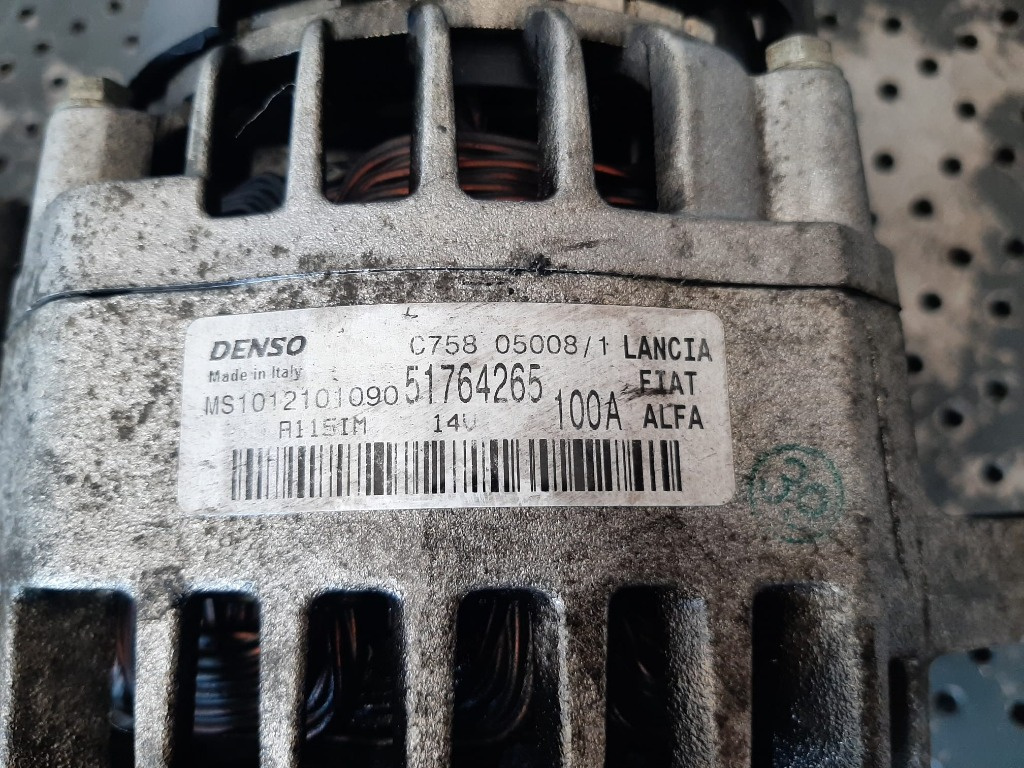 DENSO C758 05008/1 LANCIA
Made in Italy 51764265 FIAT
MS1012101090 100A ALFA
A115IM 14V